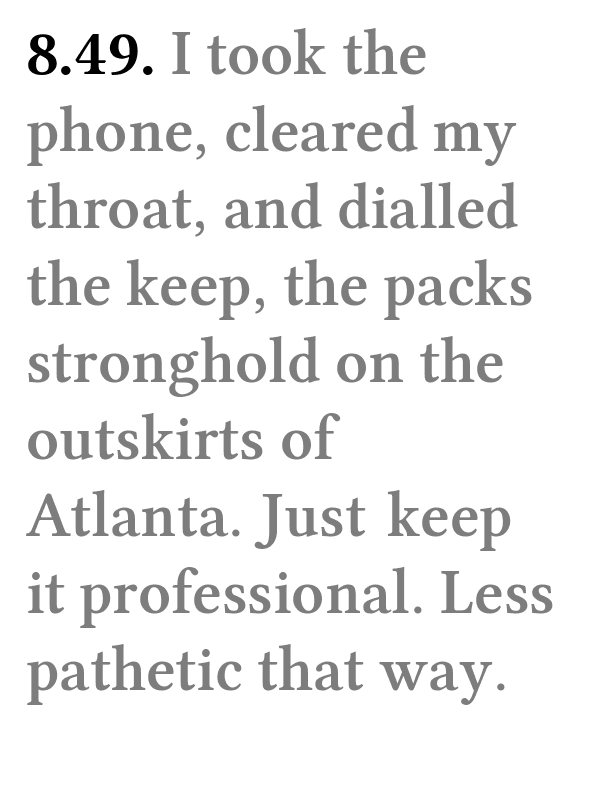 8.49. I took the
phone, cleared my
throat, and dialled
the keep, the packs
stronghold on the
outskirts of
Atlanta. Just keep
it professional. Less
pathetic that way.